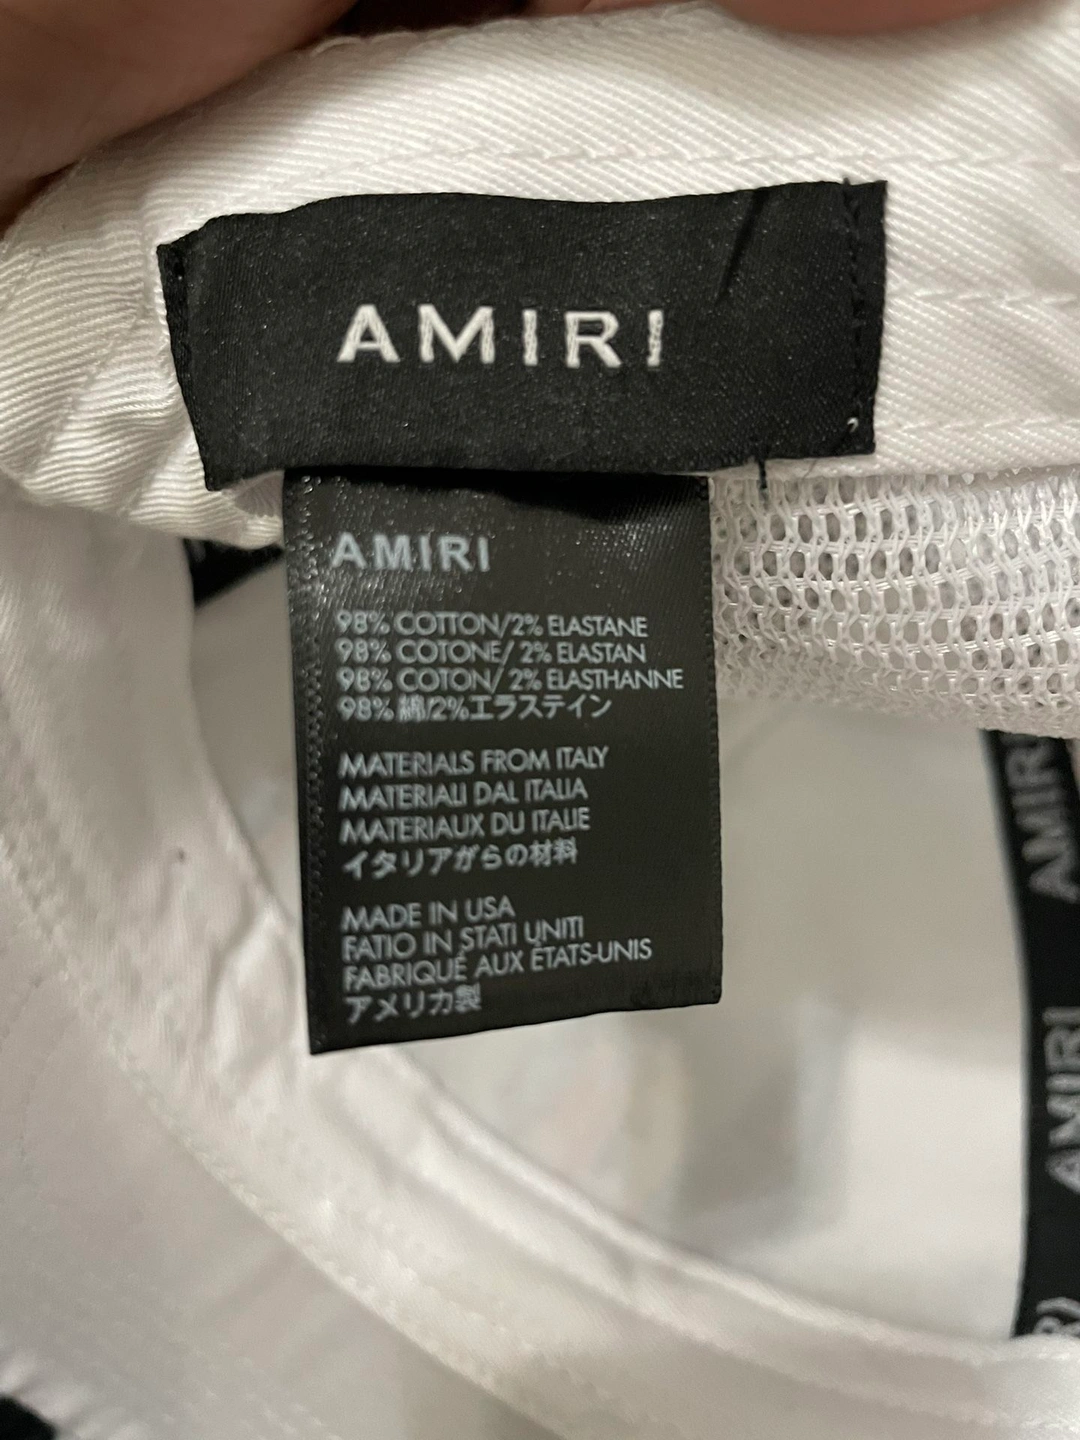 AMIRI
AMIRI
98% COTTON/2% ELASTANE
98% COTONE/ 2% ELASTAN
98% COTON/ 2% ELASTHANNE
98% 綿/2%エラステイン
MATERIALS FROM ITALY
MATERIALI DAL ITALIA
MATERIAUX DU ITALIE
イタリアがらの材料
MADE IN USA
FATIO IN STATI UNITI
FABRIQUÉ AUX ÉTATS-UNIS
アメリカ製
AMIRI
AMIRI